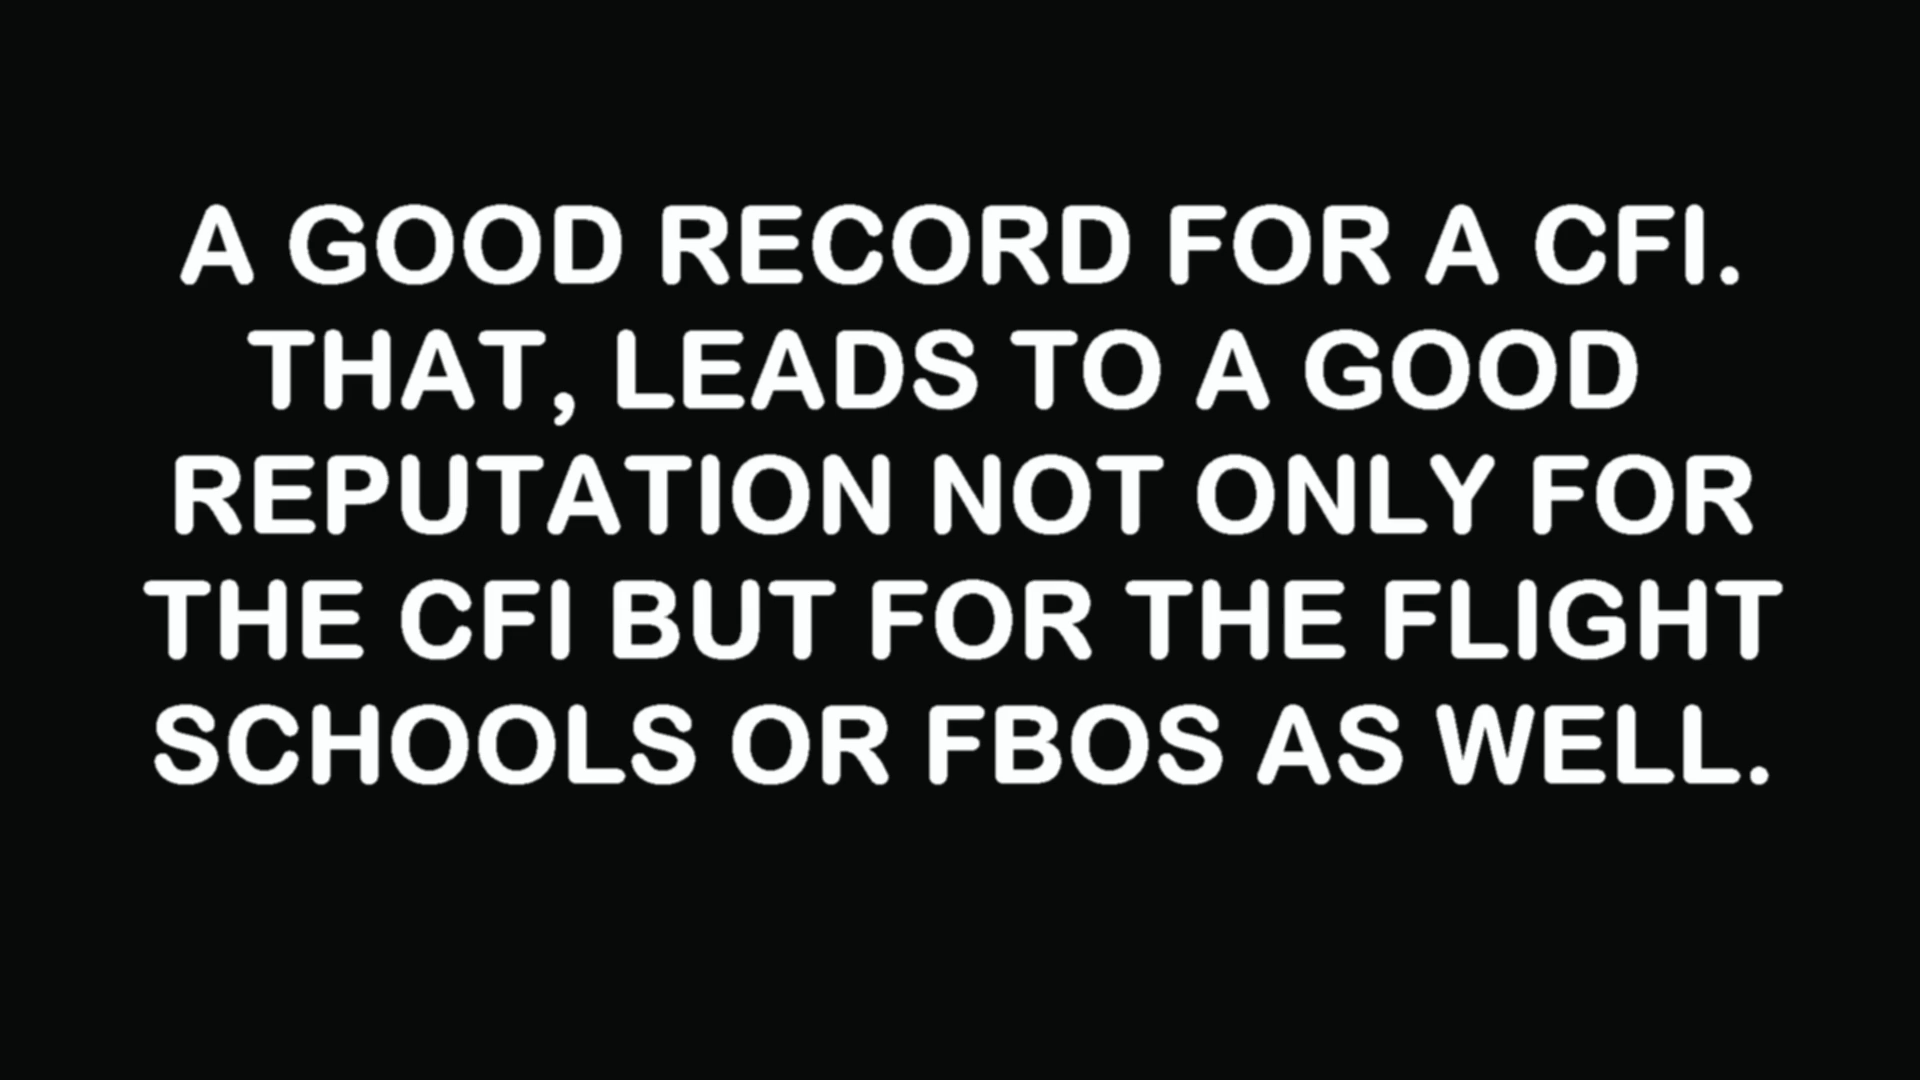 A GOOD RECORD FOR A CFI.
THAT, LEADS TO A GOOD
REPUTATION NOT ONLY FOR
THE CFI BUT FOR THE FLIGHT
SCHOOLS OR FBOS AS WELL.